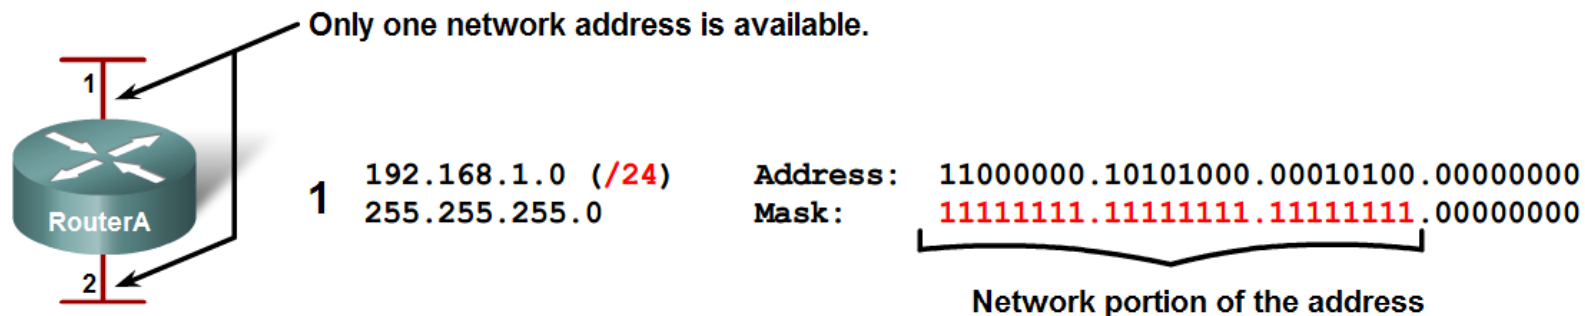 Only one network address is available.
1
RouterA
2
1
192.168.1.0 (/24)
255.255.255.0
Address: 11000000.10101000.00010100.00000000
Mask: 11111111.11111111.11111111.00000000
Network portion of the address